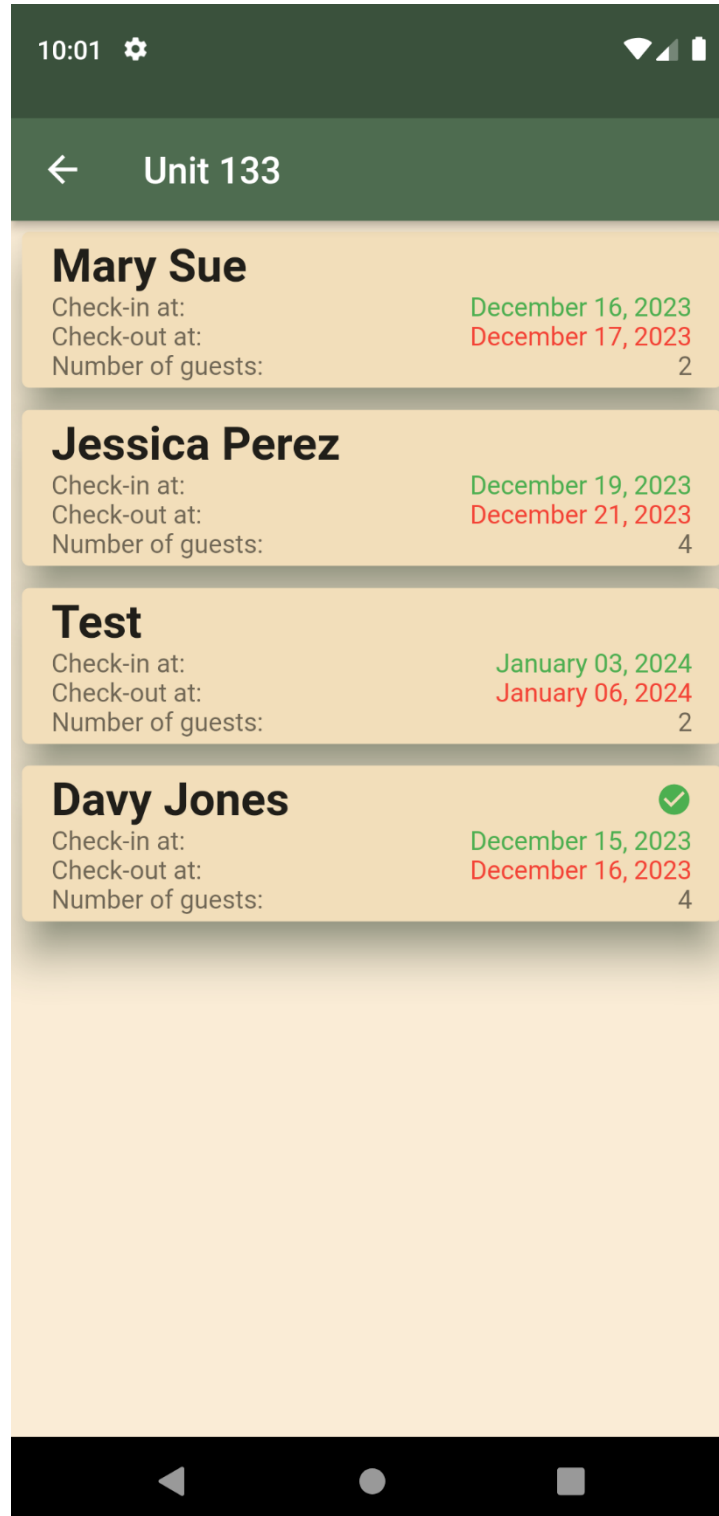 10:01
Unit 133
Mary Sue
Check-in at: December 16, 2023
Check-out at: December 17, 2023
Number of guests: 2
Jessica Perez
Check-in at: December 19, 2023
Check-out at: December 21, 2023
Number of guests: 4
Test
Check-in at: January 03, 2024
Check-out at: January 06, 2024
Number of guests: 2
Davy Jones
Check-in at: December 15, 2023
Check-out at: December 16, 2023
Number of guests: 4